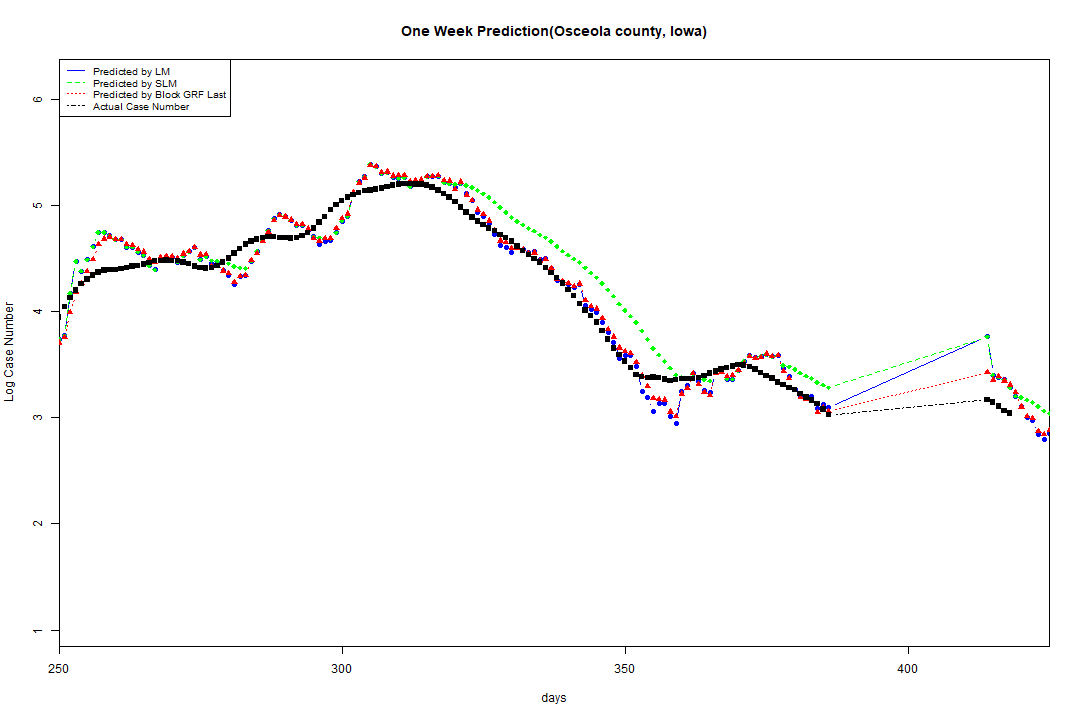 One Week Prediction(Osceola county, Iowa)
Predicted by LM
Predicted by SLM
Predicted by Block GRF Last
Actual Case Number
6
5
4
3
2
1
Log Case Number
250 300 350 400
days